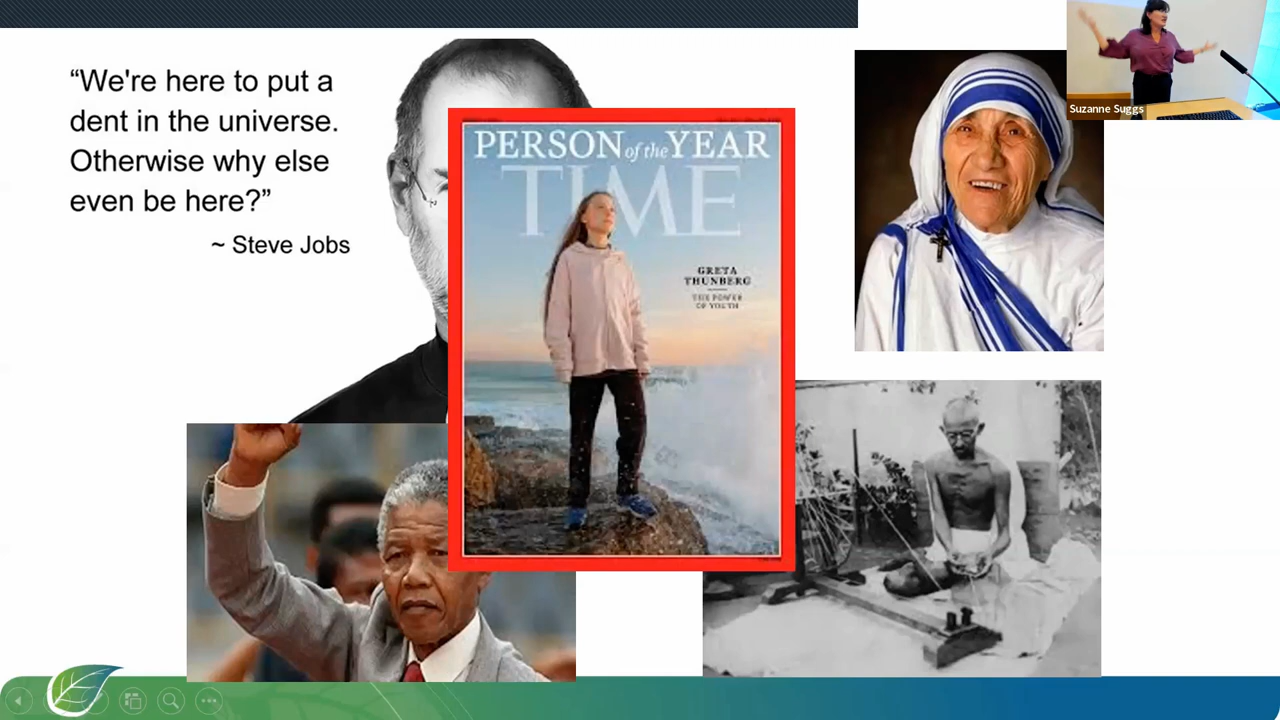 “We're here to put a
dent in the universe.
Otherwise why else
even be here?”
~ Steve Jobs
PERSON of the YEAR
TIME
GRETA
THUNBERG
THE POWER
OF YOUTH
Suzanne Suggs